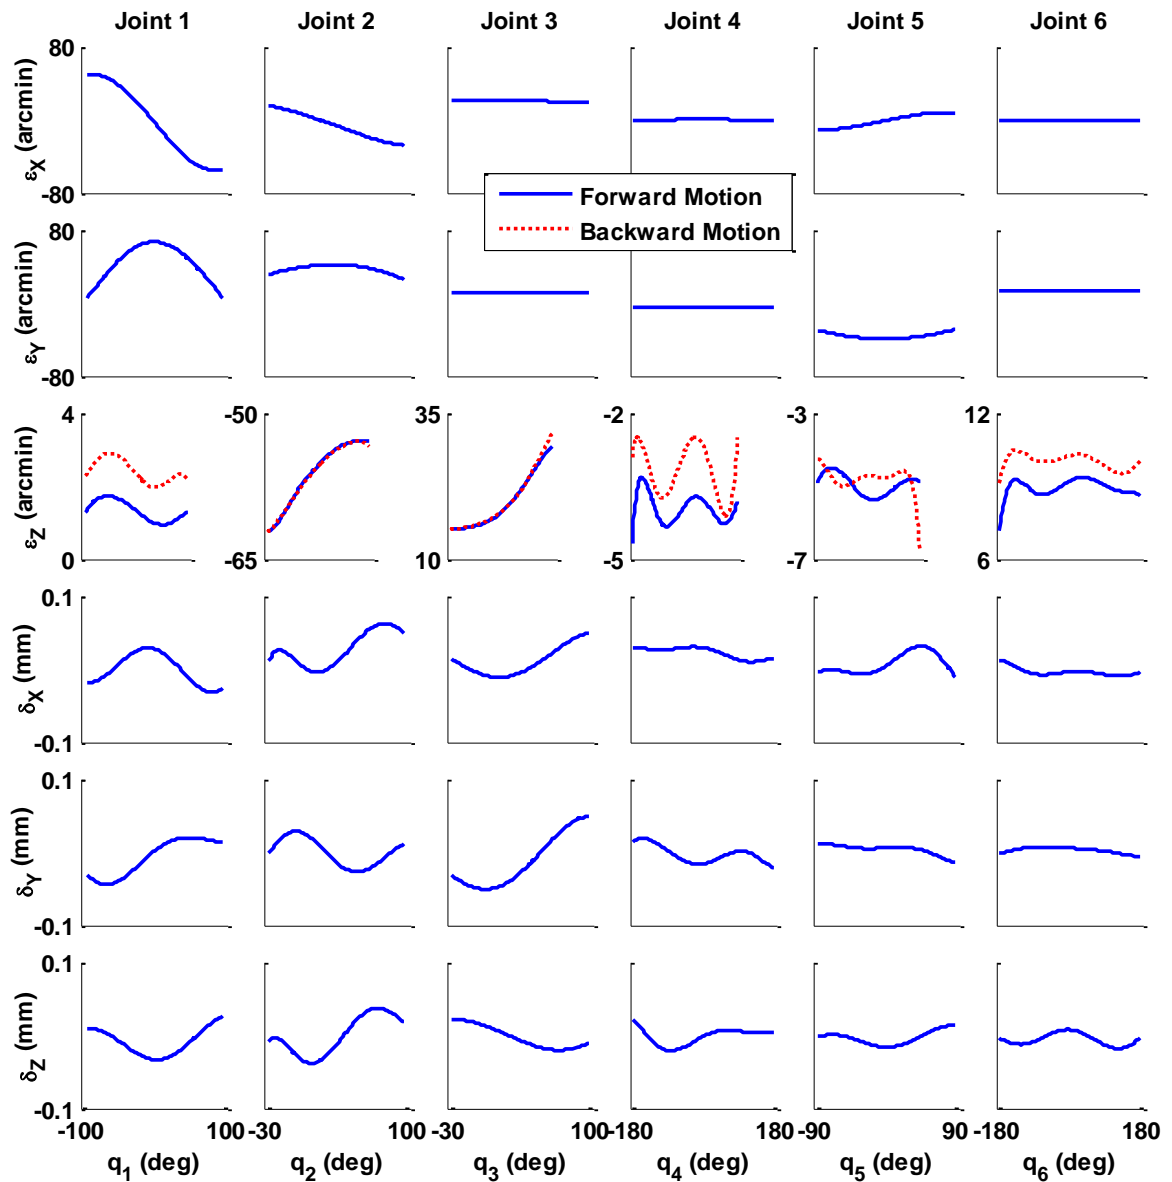 Joint 1 Joint 2 Joint 3 Joint 4 Joint 5 Joint 6
80
εX (arcmin)
-80
Forward Motion
Backward Motion
80
εY (arcmin)
-80
4 -50 35 -2 -3 12
εZ (arcmin)
0 -65 10 -5 -7 6
0.1
δX (mm)
-0.1
0.1
δY (mm)
-0.1
0.1
δZ (mm)
-0.1
-100 100 -30 100 -30 100 -180 180 -90 90 -180 180
q1 (deg) q2 (deg) q3 (deg) q4 (deg) q5 (deg) q6 (deg)